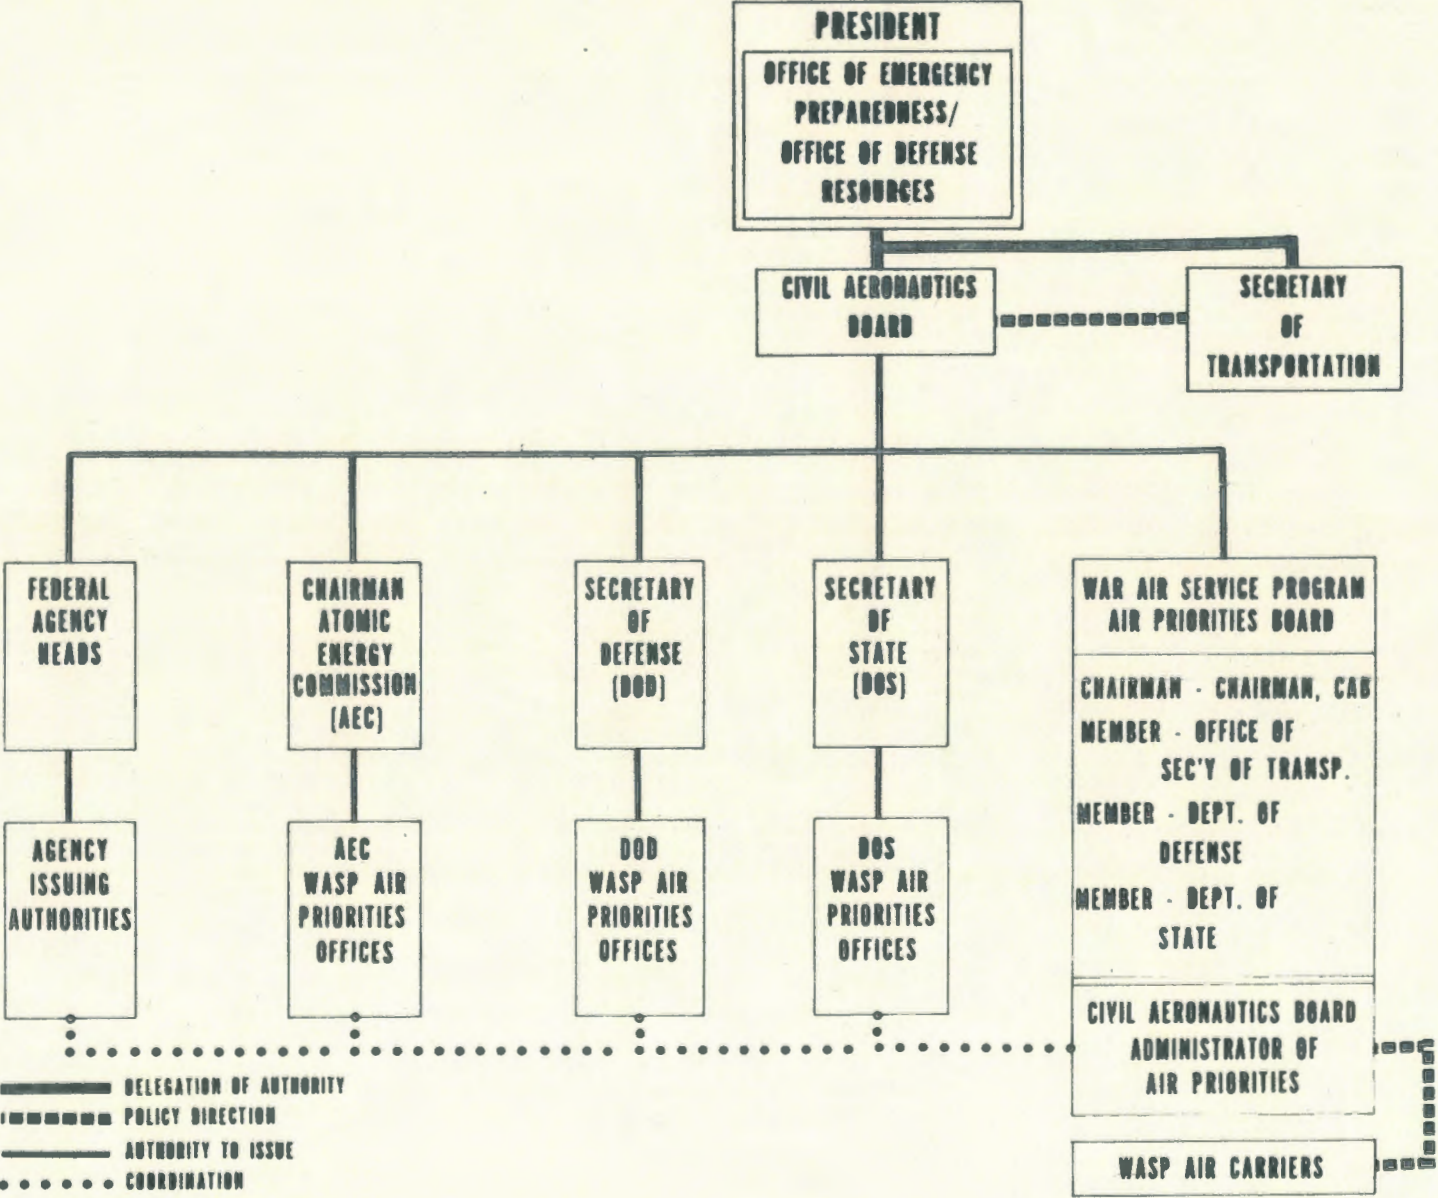 PRESIDENT
OFFICE OF EMERGENCY
PREPAREDNESS/
OFFICE OF DEFENSE
RESOURCES
CIVIL AERONAUTICS
BOARD
SECRETARY
OF
TRANSPORTATION
FEDERAL
AGENCY
HEADS
CHAIRMAN
ATOMIC
ENERGY
COMMISSION
(AEC)
SECRETARY
OF
DEFENSE
(DOD)
SECRETARY
OF
STATE
(DOS)
WAR AIR SERVICE PROGRAM
AIR PRIORITIES BOARD
CHAIRMAN - CHAIRMAN, CAB
MEMBER - OFFICE OF
SEC'Y OF TRANSP.
MEMBER - DEPT. OF
DEFENSE
MEMBER - DEPT. OF
STATE
AGENCY
ISSUING
AUTHORITIES
AEC
WASP AIR
PRIORITIES
OFFICES
DOD
WASP AIR
PRIORITIES
OFFICES
DOS
WASP AIR
PRIORITIES
OFFICES
CIVIL AERONAUTICS BOARD
ADMINISTRATOR OF
AIR PRIORITIES
WASP AIR CARRIERS
DELEGATION OF AUTHORITY
POLICY DIRECTION
AUTHORITY TO ISSUE
COORDINATION